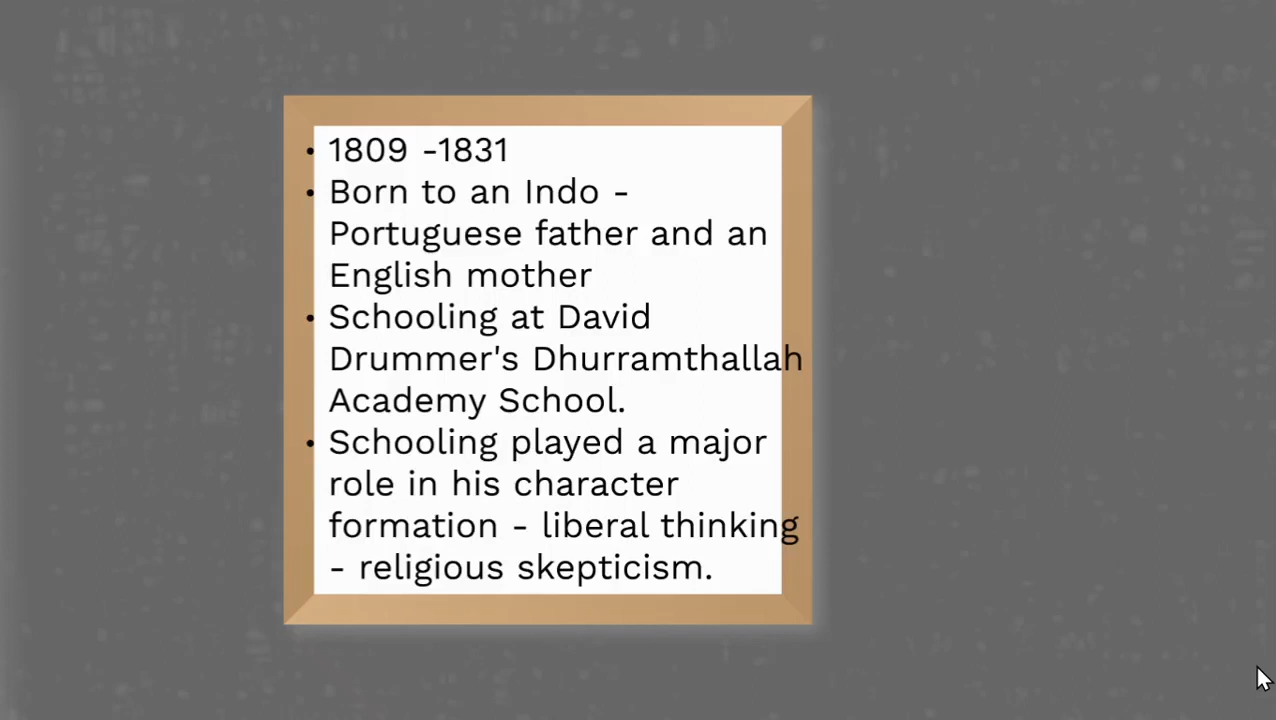 • 1809 -1831
• Born to an Indo -
Portuguese father and an
English mother
• Schooling at David
Drummer's Dhurramthallah
Academy School.
• Schooling played a major
role in his character
formation - liberal thinking
- religious skepticism.